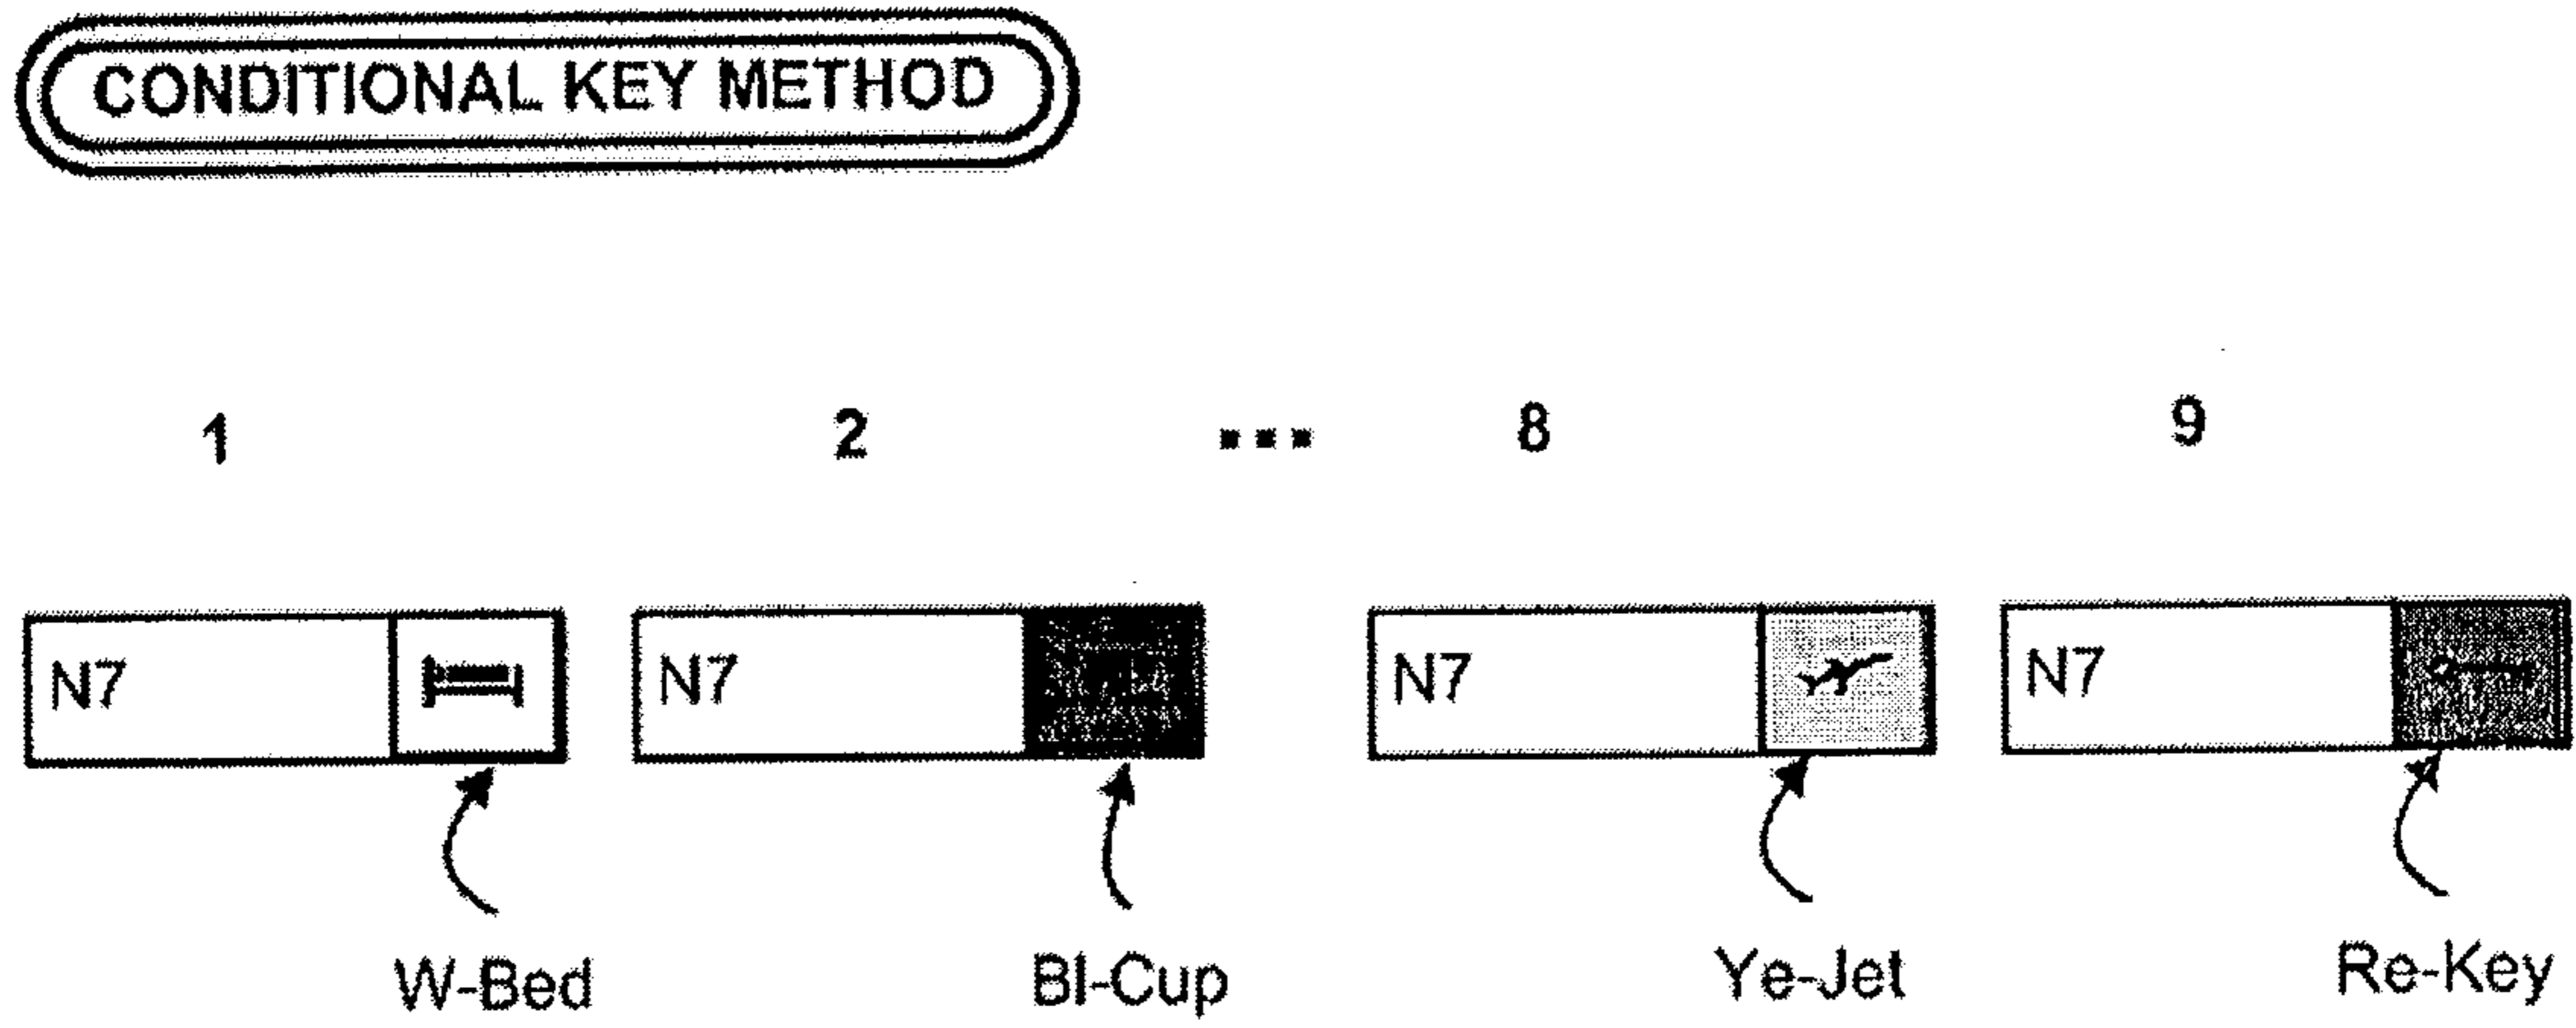 CONDITIONAL KEY METHOD
1 2 ... 8 9
N7 N7 N7 N7
W-Bed Bl-Cup Ye-Jet Re-Key